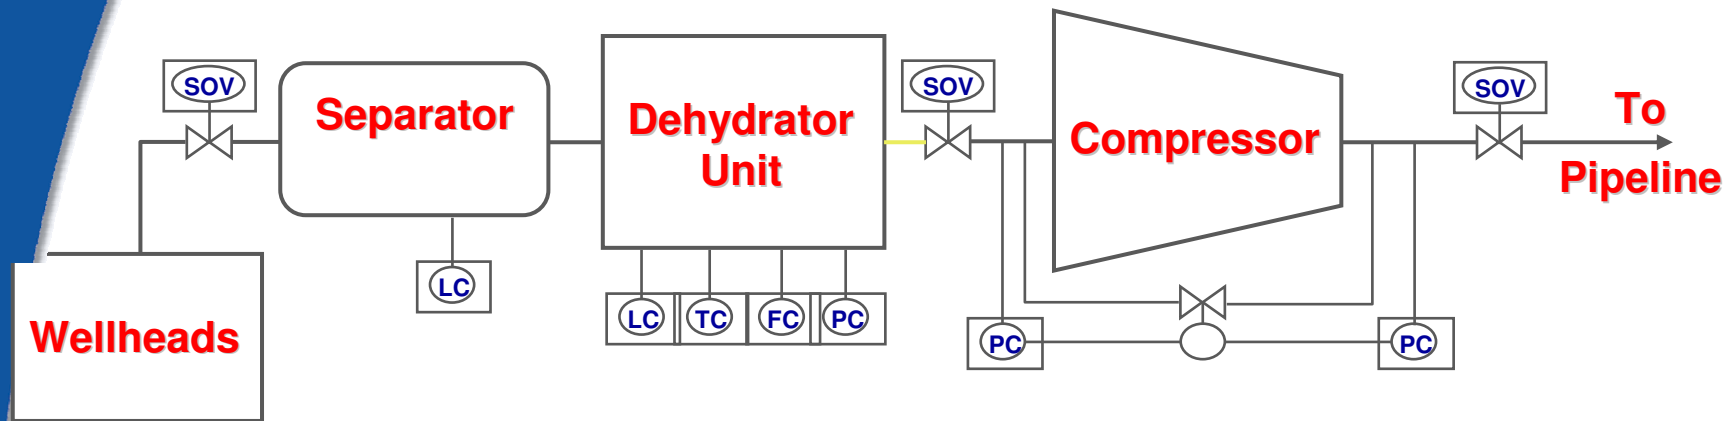 SOV
SOV
SOV
Separator
Dehydrator
Unit
Compressor
To
Pipeline
LC
LC
TC
FC
PC
PC
PC
Wellheads